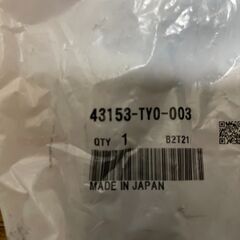 43153-TY0-003
QTY 1 B2T21
MADE IN JAPAN